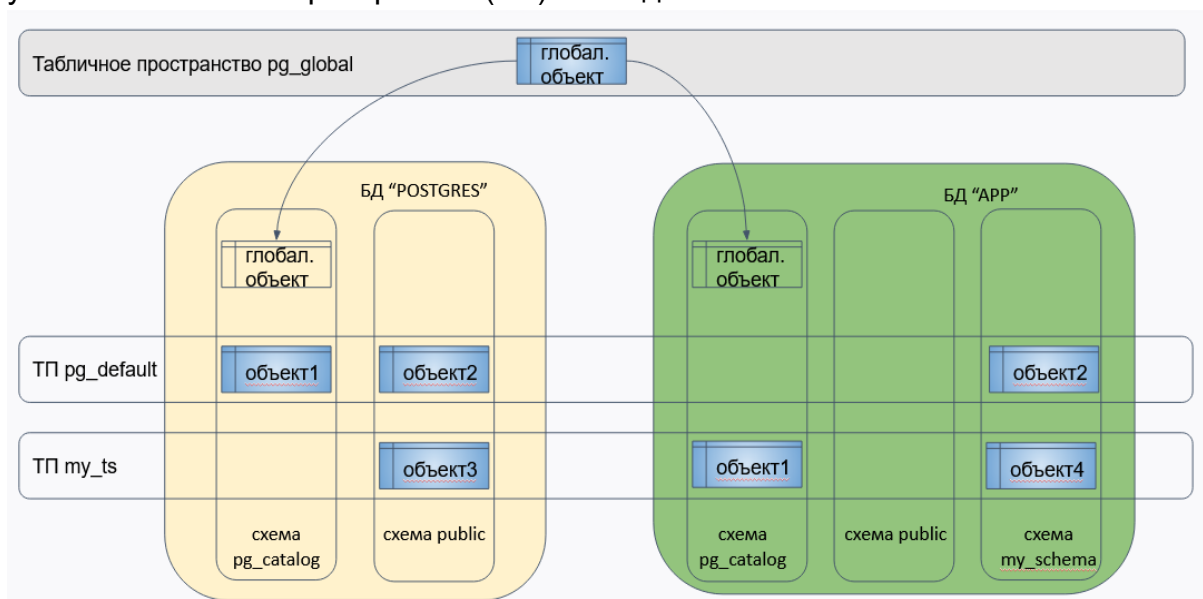 Табличное пространство pg_global
глобал.
объект
БД “POSTGRES”
БД “APP”
глобал.
объект
глобал.
объект
ТП pg_default
объект1
объект2
объект2
ТП my_ts
объект3
объект1
объект4
схема
pg_catalog
схема public
схема
pg_catalog
схема public
схема
my_schema